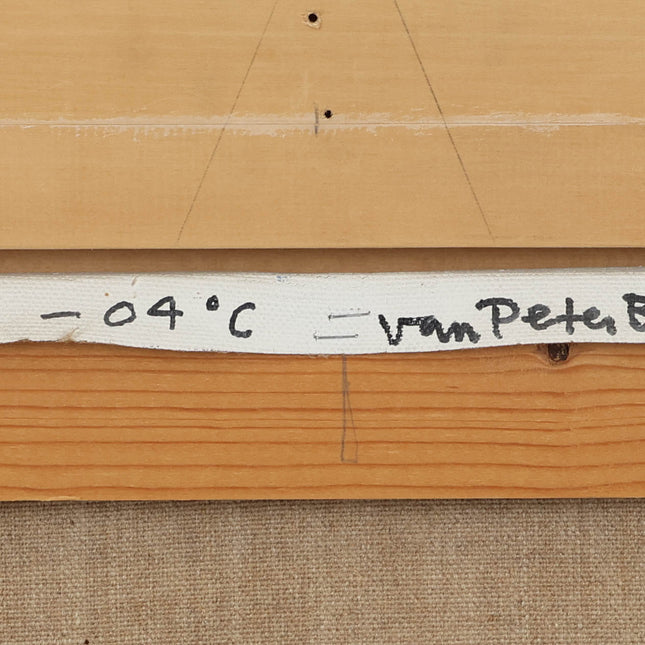 - 04°C = van Peter B